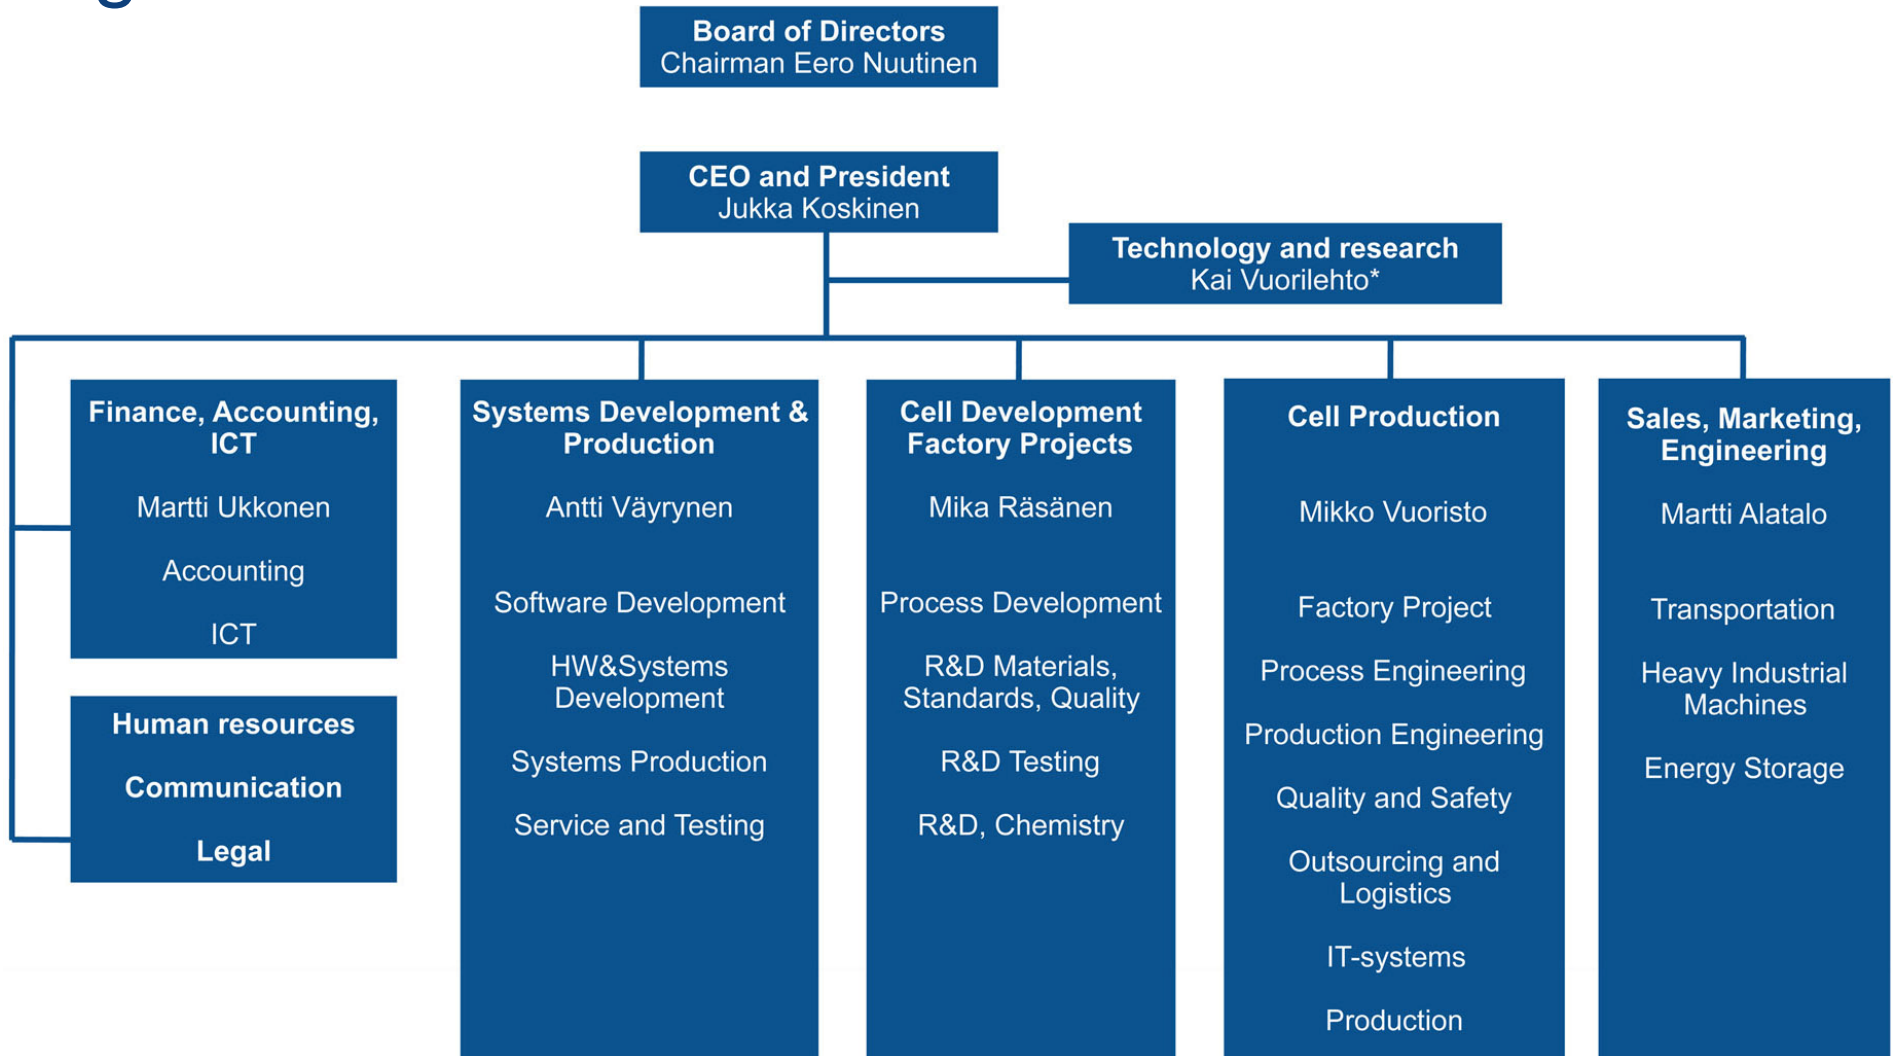 Board of Directors
Chairman Eero Nuutinen
CEO and President
Jukka Koskinen
Technology and research
Kai Vuorilehto*
Finance, Accounting,
ICT
Martti Ukkonen
Accounting
ICT
Human resources
Communication
Legal
Systems Development &
Production
Antti Väyrynen
Software Development
HW&Systems
Development
Systems Production
Service and Testing
Cell Development
Factory Projects
Mika Räsänen
Process Development
R&D Materials,
Standards, Quality
R&D Testing
R&D, Chemistry
Cell Production
Mikko Vuoristo
Factory Project
Process Engineering
Production Engineering
Quality and Safety
Outsourcing and
Logistics
IT-systems
Production
Sales, Marketing,
Engineering
Martti Alatalo
Transportation
Heavy Industrial
Machines
Energy Storage